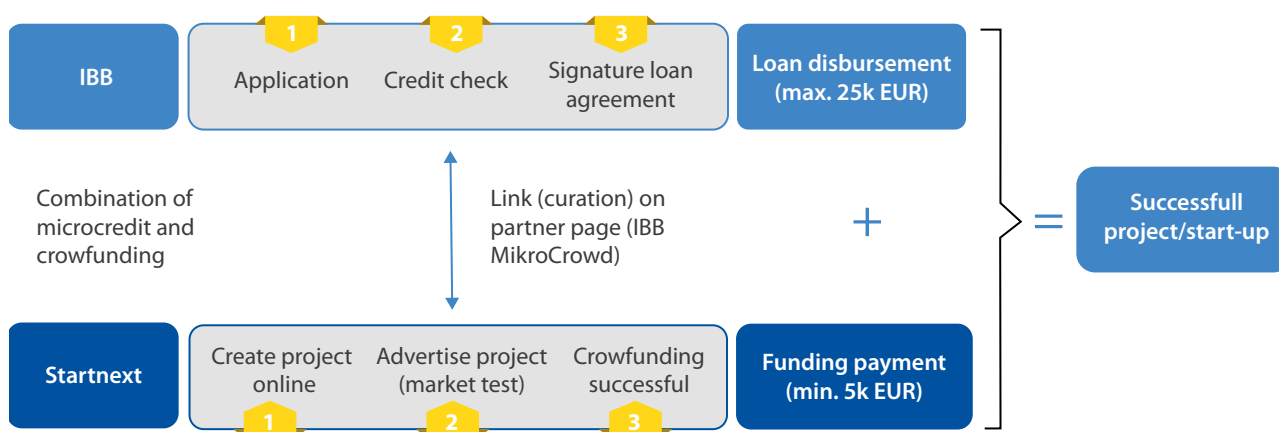 1
2
3
IBB
Application
Credit check
Signature loan
agreement
Loan disbursement
(max. 25k EUR)
Combination of
microcredit and
crowfunding
Link (curation) on
partner page (IBB
MikroCrowd)
+
=
Successfull
project/start-up
Startnext
Create project
online
Advertise project
(market test)
Crowfunding
successful
1
2
3
Funding payment
(min. 5k EUR)